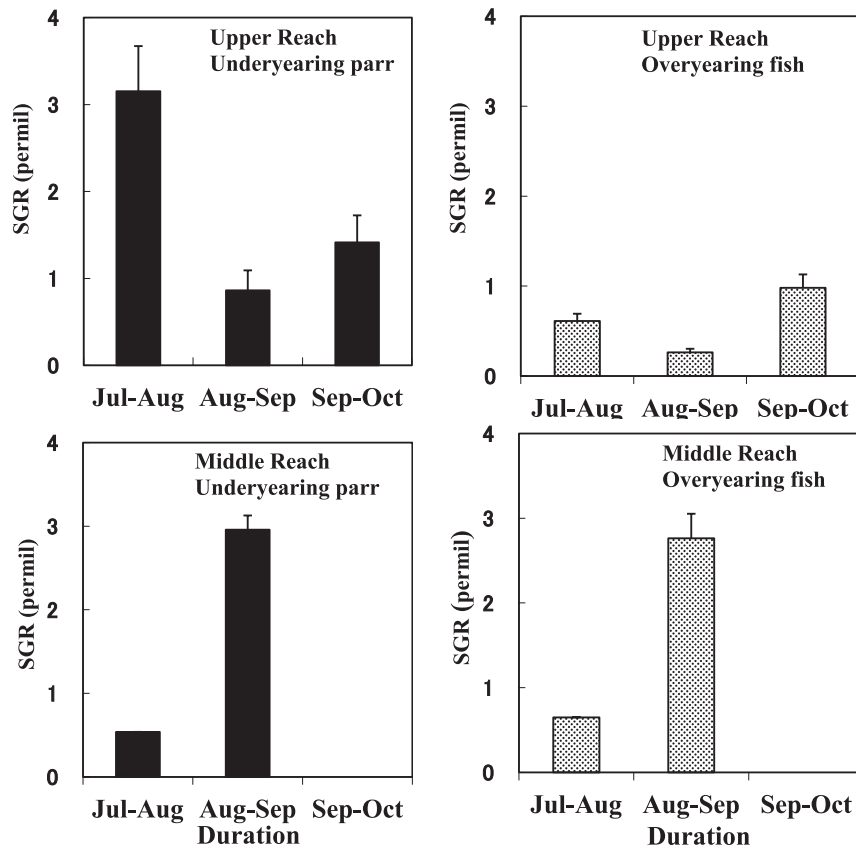 Upper Reach
Underyearing parr
SGR (permil)
4
3
2
1
0
Jul-Aug Aug-Sep Sep-Oct
Upper Reach
Overyearing fish
SGR (permil)
4
3
2
1
0
Jul-Aug Aug-Sep Sep-Oct
Middle Reach
Underyearing parr
SGR (permil)
4
3
2
1
0
Jul-Aug Aug-Sep Sep-Oct
Duration
Middle Reach
Overyearing fish
SGR (permil)
4
3
2
1
0
Jul-Aug Aug-Sep Sep-Oct
Duration